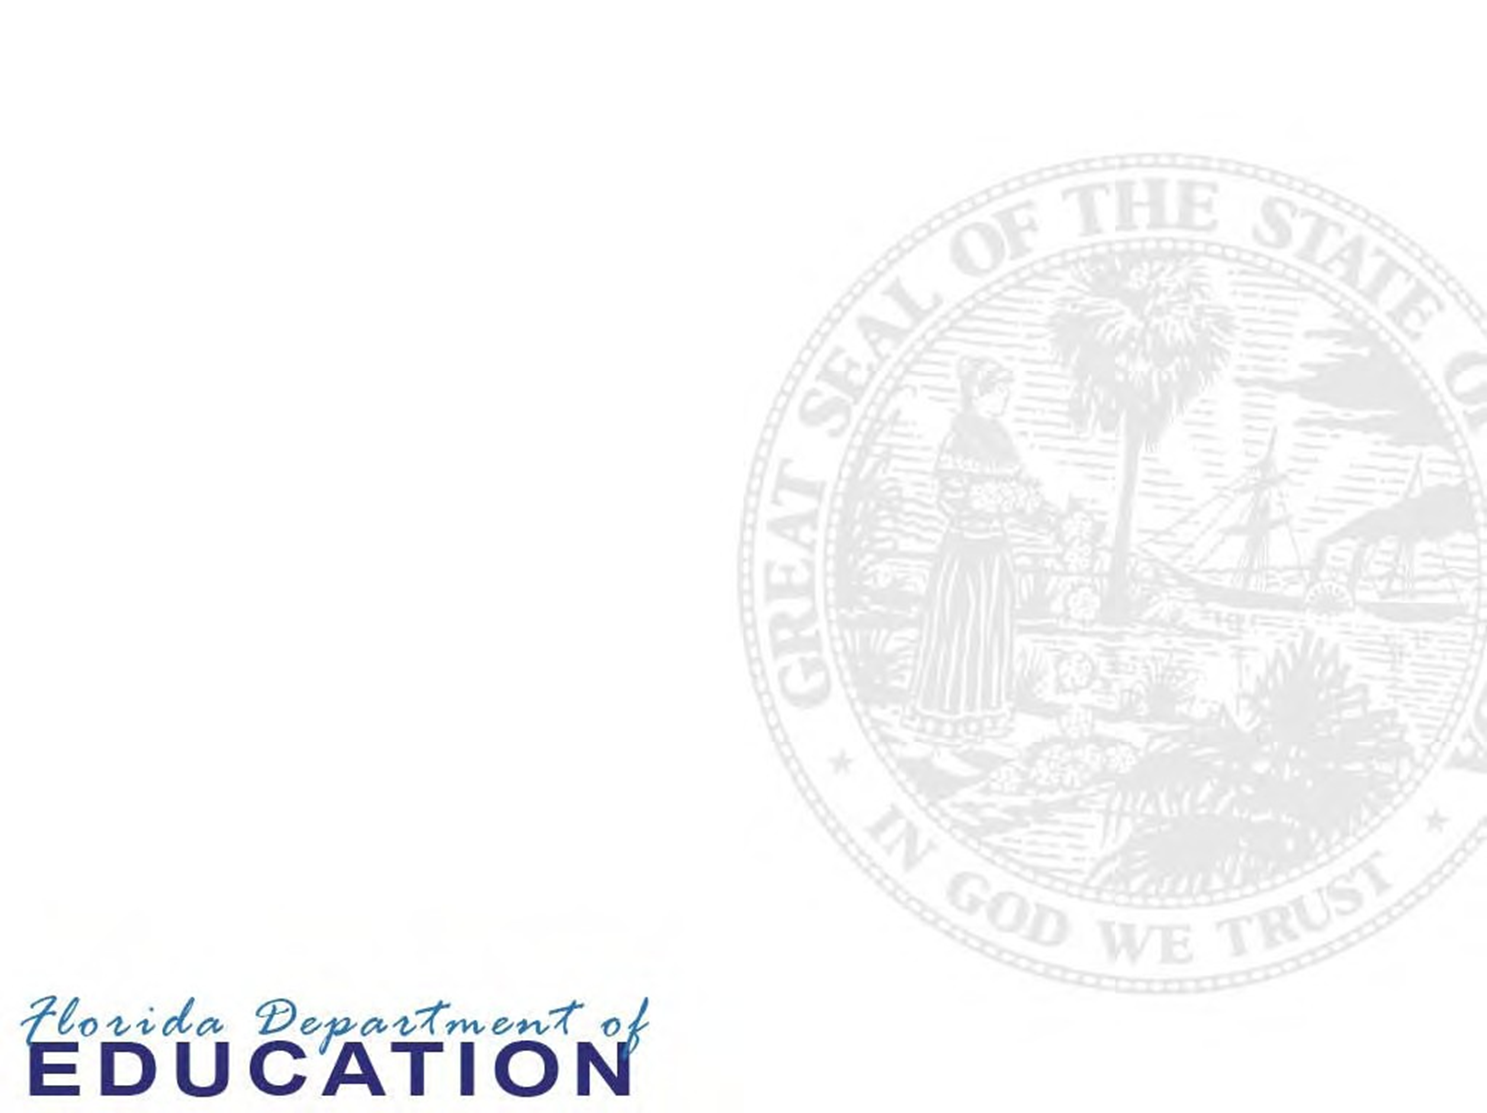 GREAT SEAL OF THE STATE O
IN GOD WE TRUST
Florida Department of
EDUCATION